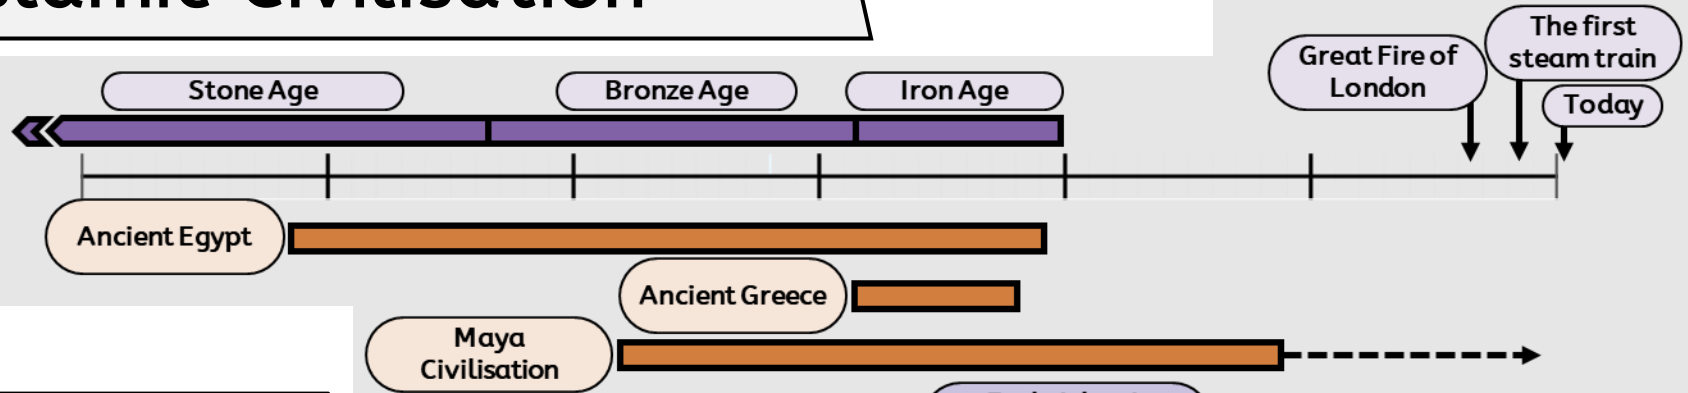 Civilisation
The first
steam train
Great Fire of
London
Today
Stone Age
Bronze Age
Iron Age
Ancient Egypt
Ancient Greece
Maya
Civilisation